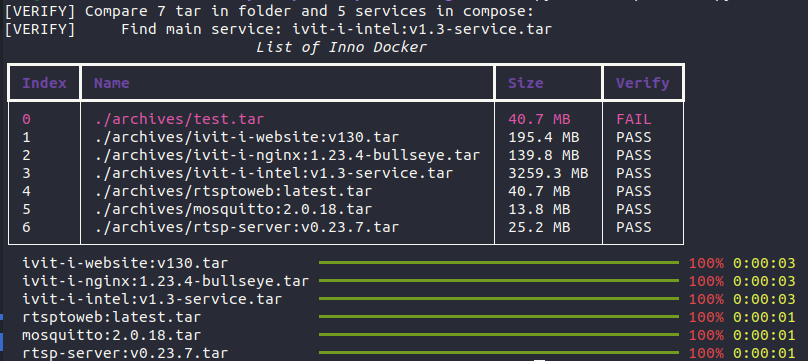 [VERIFY] Compare 7 tar in folder and 5 services in compose:
[VERIFY] Find main service: ivit-i-intel:v1.3-service.tar
List of Inno Docker
Index Name Size Verify
0 ./archives/test.tar 40.7 MB FAIL
1 ./archives/ivit-i-website:v130.tar 195.4 MB PASS
2 ./archives/ivit-i-nginx:1.23.4-bullseye.tar 139.8 MB PASS
3 ./archives/ivit-i-intel:v1.3-service.tar 3259.3 MB PASS
4 ./archives/rtsptoweb:latest.tar 40.7 MB PASS
5 ./archives/mosquitto:2.0.18.tar 13.8 MB PASS
6 ./archives/rtsp-server:v0.23.7.tar 25.2 MB PASS
ivit-i-website:v130.tar 100% 0:00:03
ivit-i-nginx:1.23.4-bullseye.tar 100% 0:00:03
ivit-i-intel:v1.3-service.tar 100% 0:00:03
rtsptoweb:latest.tar 100% 0:00:01
mosquitto:2.0.18.tar 100% 0:00:01
rtsp-server:v0.23.7.tar 100% 0:00:01